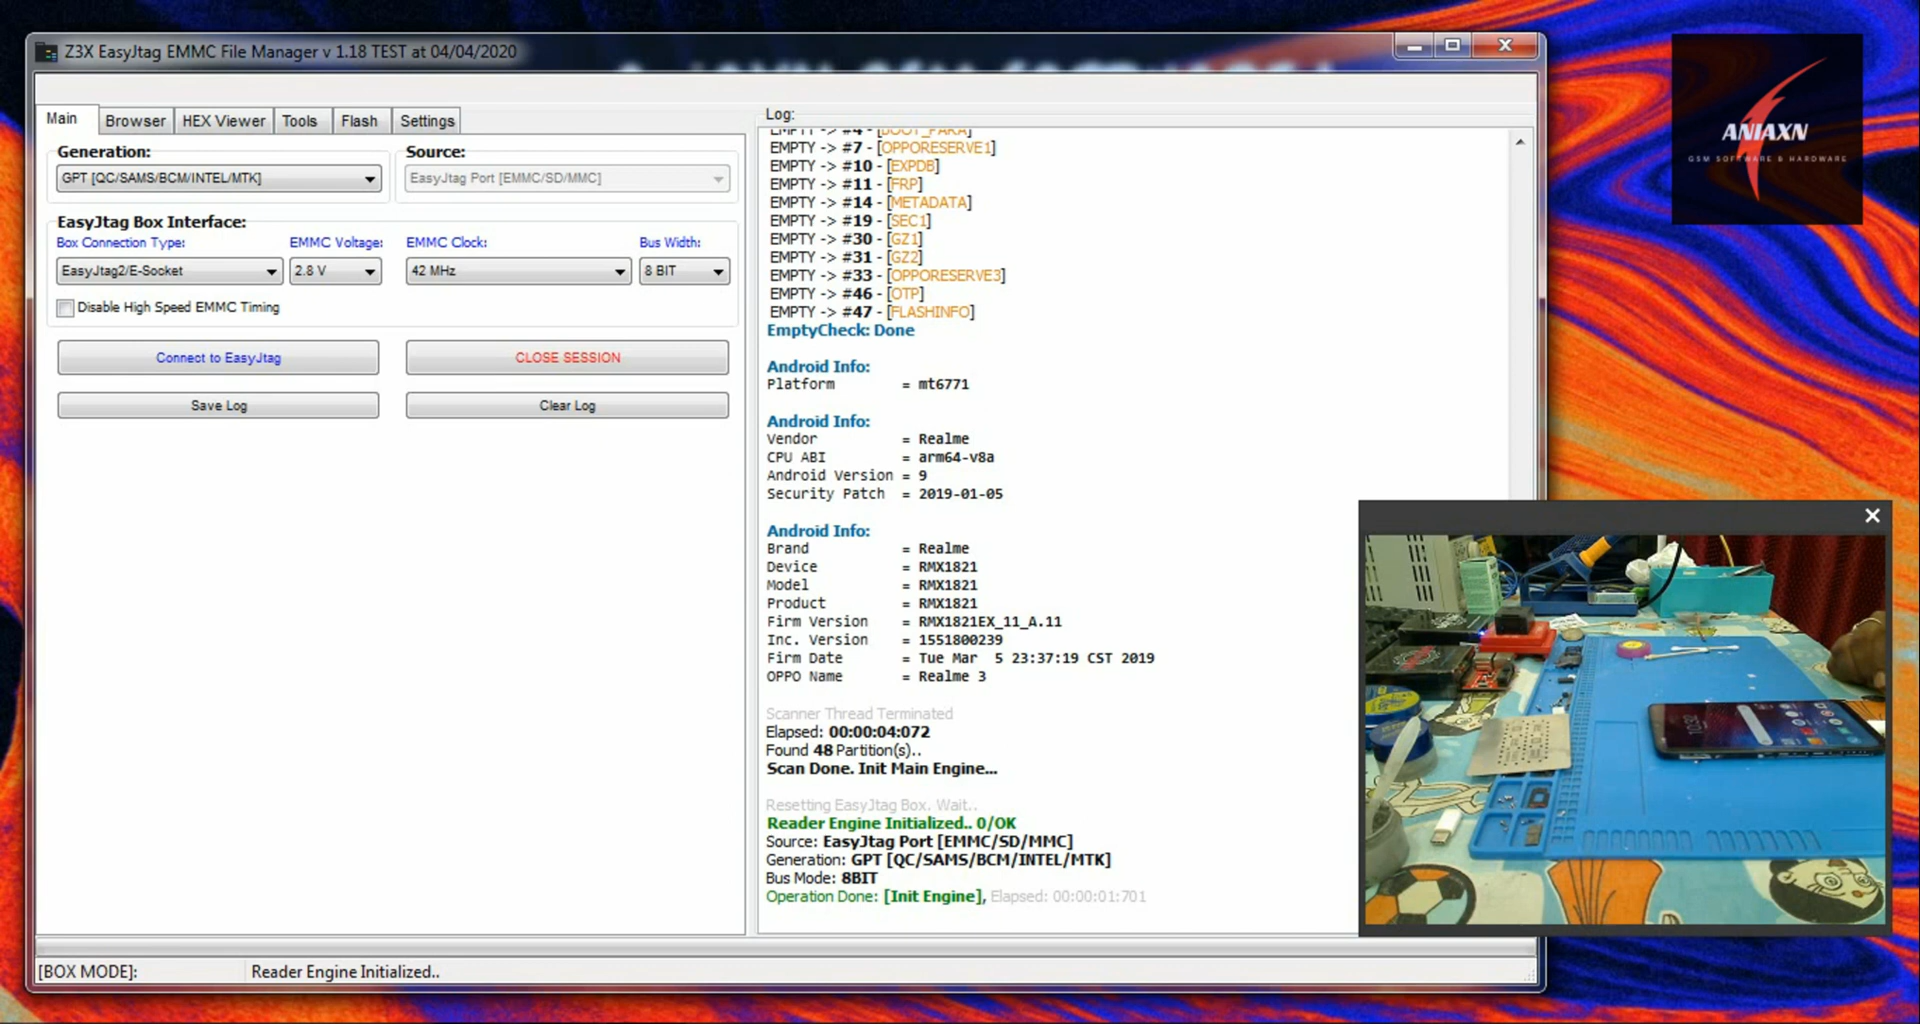 Z3X EasyJtag EMMC File Manager v 1.18 TEST at 04/04/2020
Main
Browser
HEX Viewer
Tools
Flash
Settings
Generation:
GPT [QC/SAMS/BCM/INTEL/MTK]
Source:
EasyJtag Port [EMMC/SD/MMC]
EasyJtag Box Interface:
Box Connection Type:
EMMC Voltage:
EMMC Clock:
Bus Width:
EasyJtag2/E-Socket
2.8 V
42 MHz
8 BIT
Disable High Speed EMMC Timing
Connect to EasyJtag
CLOSE SESSION
Save Log
Clear Log
Log:
EMPTY -> #4 - [BOOT_PARA]
EMPTY -> #7 - [OPPORESERVE1]
EMPTY -> #10 - [EXPDB]
EMPTY -> #11 - [FRP]
EMPTY -> #14 - [METADATA]
EMPTY -> #19 - [SEC1]
EMPTY -> #30 - [GZ1]
EMPTY -> #31 - [GZ2]
EMPTY -> #33 - [OPPORESERVE3]
EMPTY -> #46 - [OTP]
EMPTY -> #47 - [FLASHINFO]
EmptyCheck: Done
Android Info:
Platform = mt6771
Android Info:
Vendor = Realme
CPU ABI = arm64-v8a
Android Version = 9
Security Patch = 2019-01-05
Android Info:
Brand = Realme
Device = RMX1821
Model = RMX1821
Product = RMX1821
Firm Version = RMX1821EX_11_A.11
Inc. Version = 1551800239
Firm Date = Tue Mar 5 23:37:19 CST 2019
OPPO Name = Realme 3
Scanner Thread Terminated
Elapsed: 00:00:04:072
Found 48 Partition(s)..
Scan Done. Init Main Engine...
Resetting EasyJtag Box. Wait..
Reader Engine Initialized.. 0/OK
Source: EasyJtag Port [EMMC/SD/MMC]
Generation: GPT [QC/SAMS/BCM/INTEL/MTK]
Bus Mode: 8BIT
Operation Done: [Init Engine], Elapsed: 00:00:01:701
[BOX MODE]:
Reader Engine Initialized..
ANIAXN
GSM SOFTWARE & HARDWARE